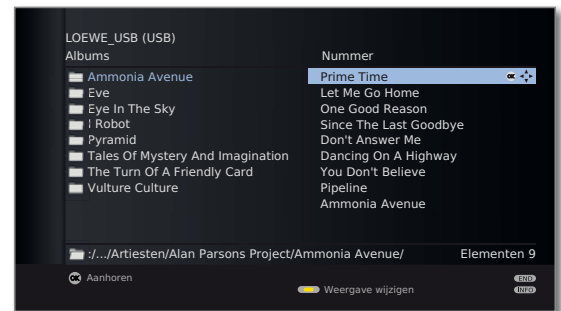 LOEWE_USB (USB)
Albums
Nummer
Ammonia Avenue
Eve
Eye In The Sky
I Robot
Pyramid
Tales Of Mystery And Imagination
The Turn Of A Friendly Card
Vulture Culture
Prime Time
OK
Let Me Go Home
One Good Reason
Since The Last Goodbye
Don't Answer Me
Dancing On A Highway
You Don't Believe
Pipeline
Ammonia Avenue
:/.../Artiesten/Alan Parsons Project/Ammonia Avenue/
Elementen 9
OK Aanhoren
END
Weergave wijzigen
INFO